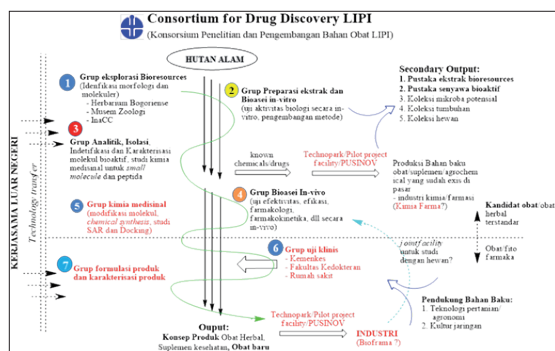 Consortium for Drug Discovery LIPI
(Konsorsium Penelitian dan Pengembangan Bahan Obat LIPI)
HUTAN ALAM
1
Grup eksplorasi Bioresources
(Idenfikasi morfologi dan
molekuler)
- Herbarium Bogoriense
- Musem Zoologi
- InaCC
2
Grup Preparasi ekstrak dan
Bioasei in-vitro
(uji aktivitas biologi secara in-
vitro, pengembangan metode)
Secondary Output:
1. Pustaka ekstrak bioresources
2. Pustaka senyawa bioaktif
3. Koleksi mikroba potensial
4. Koleksi tumbuhan
5. Koleksi hewan
3
Grup Analitik, Isolasi,
Indetifikasi dan Karakterisasi
molekul bioaktif, studi kimia
medisinal untuk small
molecule dan peptida
known
chemicals/drugs
Technopark/Pilot project
facility/PUSINOV
Produksi Bahan baku
obat/suplemen/agrochem
ical yang sudah exis di
pasar
- industri kimia/farmasi
(Kimia Farma?)
4
Grup Bioasei In-vivo
(uji efektivitas, efikasi,
farmakologi,
farmakokinetika, dll secara
in-vivo)
5
Grup kimia medisinal
(modifikasi molekul,
chemical synthesis, studi
SAR dan Docking)
Kandidat obat/obat
herbal
terstandar
KERJASAMA LUAR NEGERI
Technology transfer
6
Grup uji klinis
- Kemenkes
- Fakultas Kedokteran
- Rumah sakit
Joint facility
untuk studi
dengan hewan?
Obat fito
farmaka
7
Grup formulasi produk
dan karakterisasi produk
Pendukung Bahan Baku:
1. Teknologi pertanian/
agronomi
2. Kultur jaringan
Technopark/Pilot project
facility/PUSINOV
Ouput:
Konsep Produk Obat Herbal,
Suplemen kesehatan, Obat baru
INDUSTRI
(Bioframa ?)